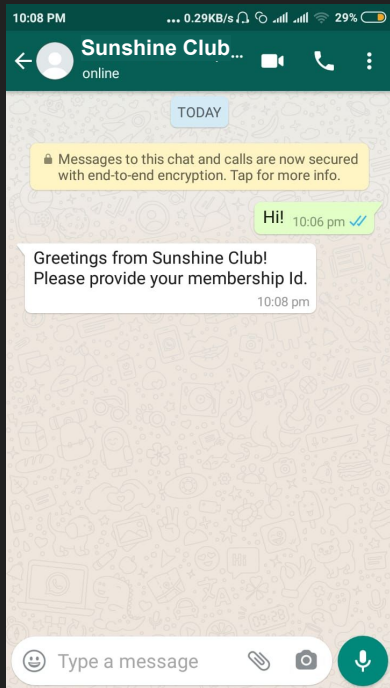 10:08 PM ... 0.29KB/s 29%
Sunshine Club...
online
TODAY
Messages to this chat and calls are now secured
with end-to-end encryption. Tap for more info.
Hi! 10:06 pm
Greetings from Sunshine Club!
Please provide your membership Id.
10:08 pm
Type a message